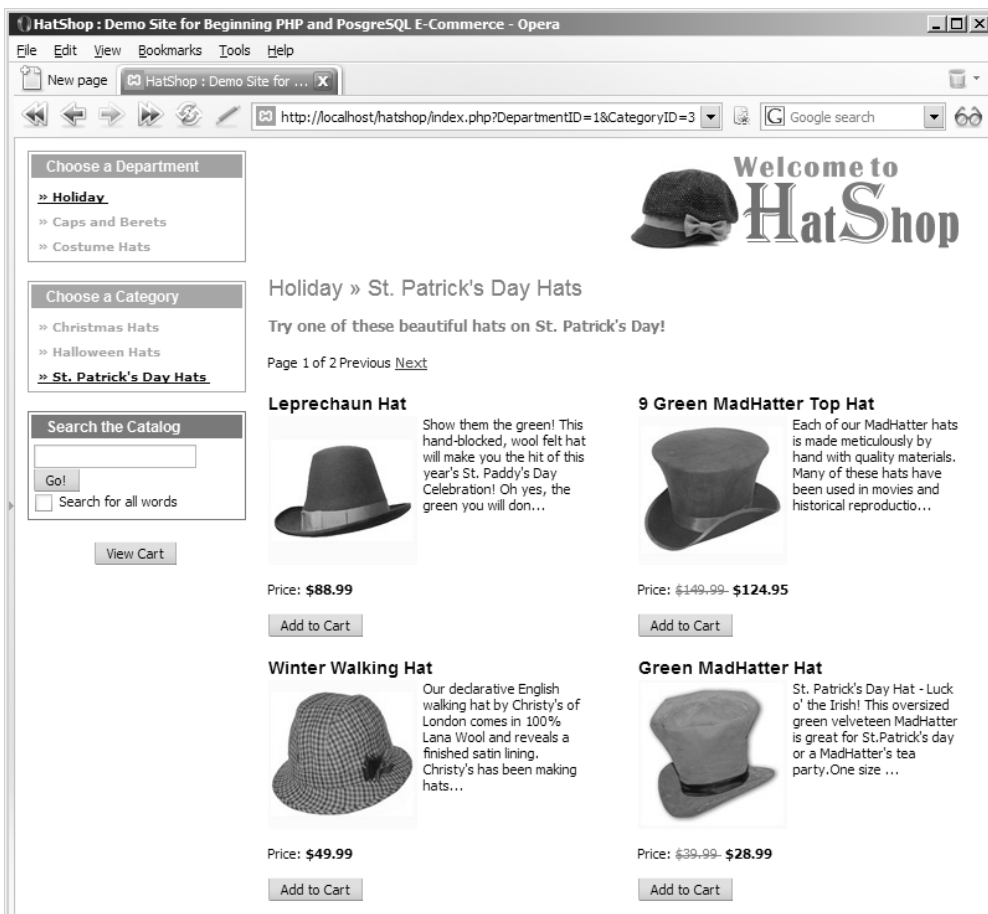 HatShop : Demo Site for Beginning PHP and PosgreSQL E-Commerce - Opera
File Edit View Bookmarks Tools Help
New page HatShop : Demo Site for ...
http://localhost/hatshop/index.php?DepartmentID=1&CategoryID=3 G Google search
Choose a Department
» Holiday
» Caps and Berets
» Costume Hats
Welcome to
HatShop
Choose a Category
» Christmas Hats
» Halloween Hats
» St. Patrick's Day Hats
Search the Catalog
Go!
Search for all words
View Cart
Holiday » St. Patrick's Day Hats
Try one of these beautiful hats on St. Patrick's Day!
Page 1 of 2 Previous Next
Leprechaun Hat
Show them the green! This
hand-blocked, wool felt hat
will make you the hit of this
year's St. Paddy's Day
Celebration! Oh yes, the
green you will don...
Price: $88.99
Add to Cart
9 Green MadHatter Top Hat
Each of our MadHatter hats
is made meticulously by
hand with quality materials.
Many of these hats have
been used in movies and
historical reproductio...
Price: $149.99 $124.95
Add to Cart
Winter Walking Hat
Our declarative English
walking hat by Christy's of
London comes in 100%
Lana Wool and reveals a
finished satin lining.
Christy's has been making
hats...
Price: $49.99
Add to Cart
Green MadHatter Hat
St. Patrick's Day Hat - Luck
o' the Irish! This oversized
green velveteen MadHatter
is great for St.Patrick's day
or a MadHatter's tea
party.One size ...
Price: $39.99 $28.99
Add to Cart